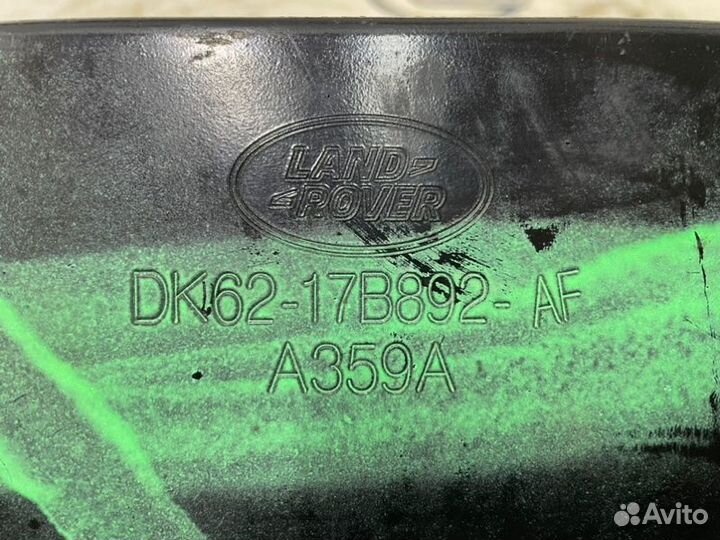 LAND
ROVER
DK62-17B892-AF
A359A
Avito